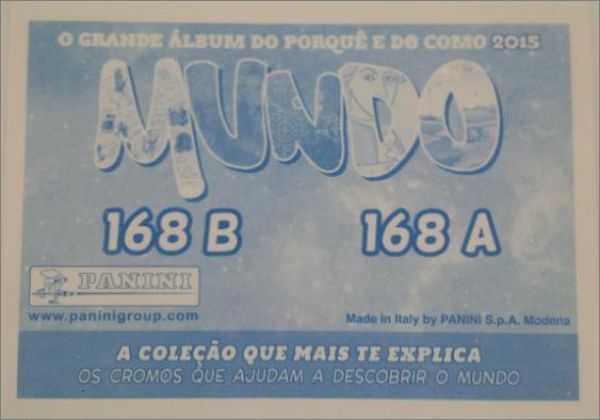 O GRANDE ÁLBUM DO PORQUÊ E DO COMO 2015
MUNDO
168 B 168 A
PANINI
www.paninigroup.com
Made in Italy by PANINI S.p.A. Modena
A COLEÇÃO QUE MAIS TE EXPLICA
OS CROMOS QUE AJUDAM A DESCOBRIR O MUNDO